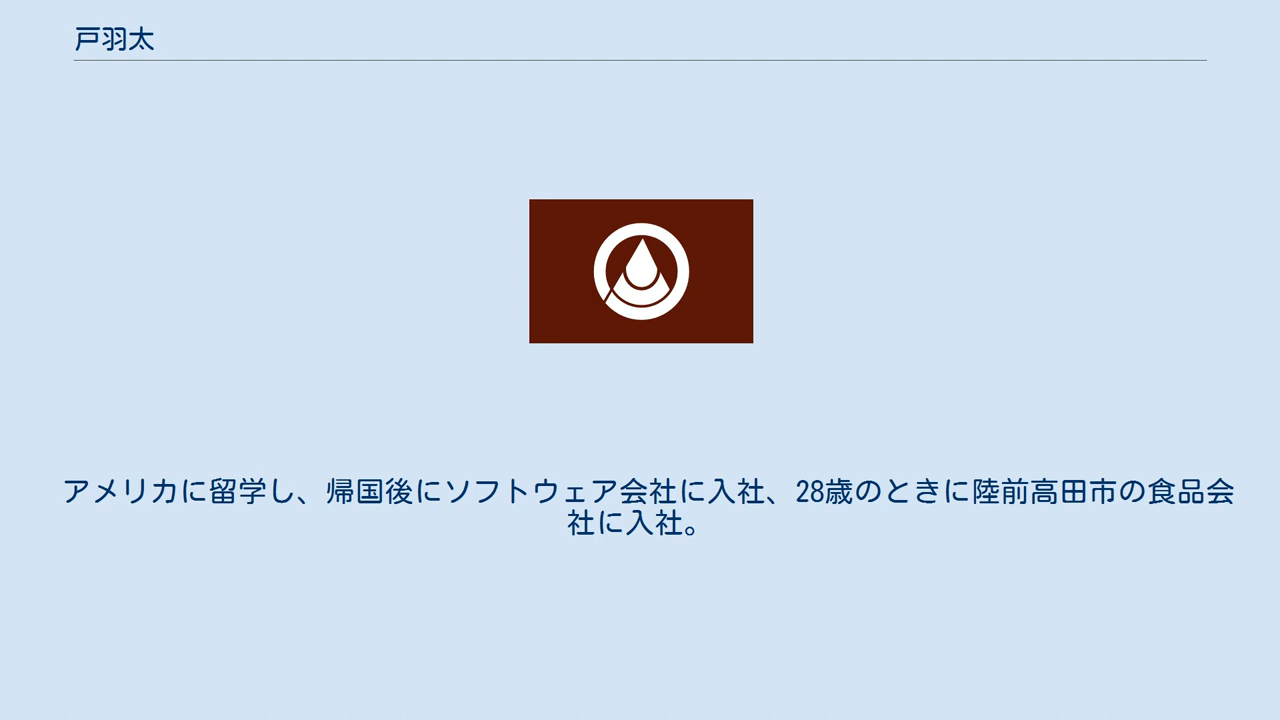 戸羽太
アメリカに留学し、帰国後にソフトウェア会社に入社、28歳のときに陸前高田市の食品会
社に入社。